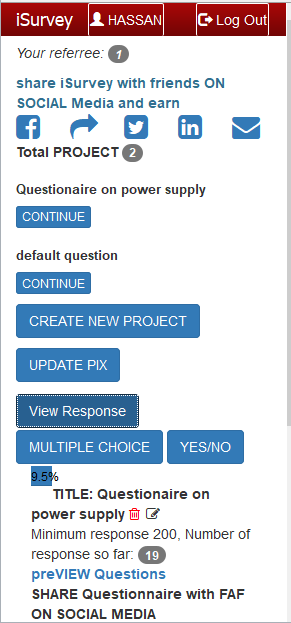 iSurvey HASSAN Log Out
Your referree: 1
share iSurvey with friends ON
SOCIAL Media and earn
Total PROJECT 2
Questionaire on power supply
CONTINUE
default question
CONTINUE
CREATE NEW PROJECT
UPDATE PIX
View Response
MULTIPLE CHOICE YES/NO
9.5%
TITLE: Questionaire on
power supply
Minimum response 200, Number of
response so far: 19
preVIEW Questions
SHARE Questionnaire with FAF
ON SOCIAL MEDIA